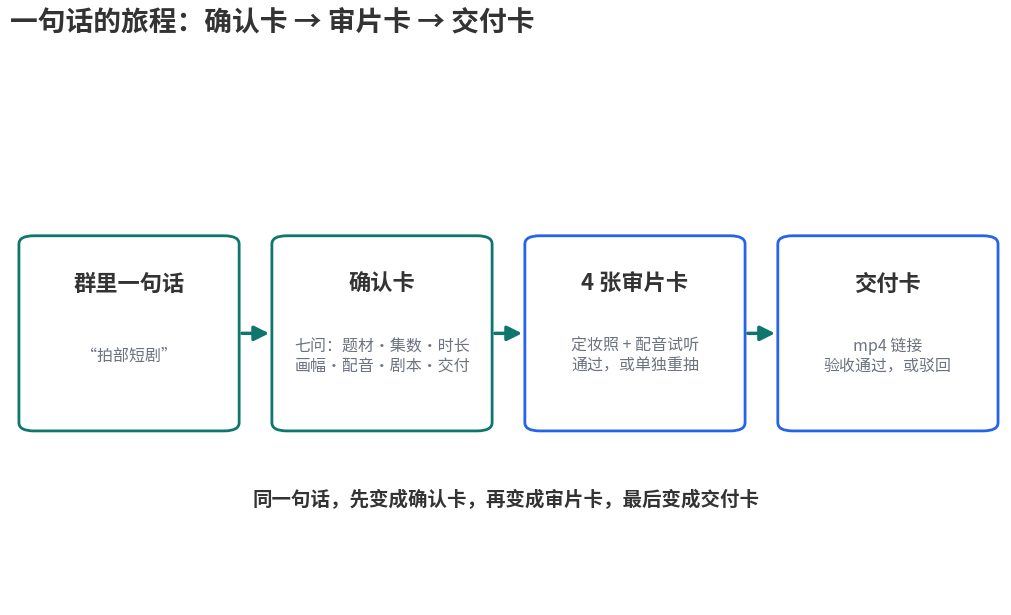 一句话的旅程：确认卡 → 审片卡 → 交付卡
群里一句话
“拍部短剧”
确认卡
七问：题材·集数·时长
画幅·配音·剧本·交付
4 张审片卡
定妆照 + 配音试听
通过，或单独重抽
交付卡
mp4 链接
验收通过，或驳回
同一句话，先变成确认卡，再变成审片卡，最后变成交付卡